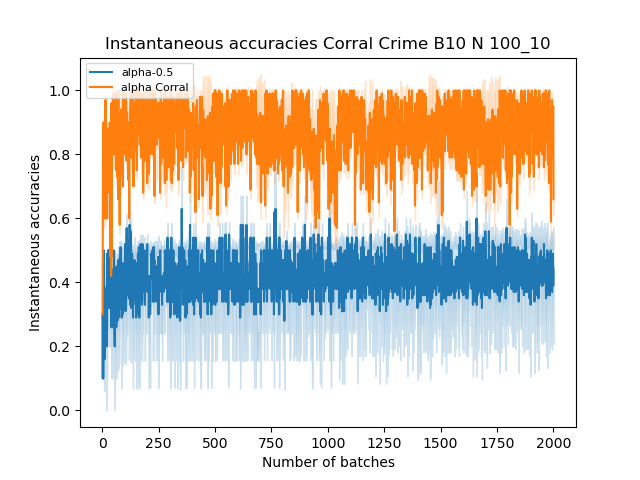 Instantaneous accuracies Corral Crime B10 N 100_10
alpha-0.5
alpha Corral
1.0
0.8
0.6
0.4
0.2
0.0
Instantaneous accuracies
0 250 500 750 1000 1250 1500 1750 2000
Number of batches